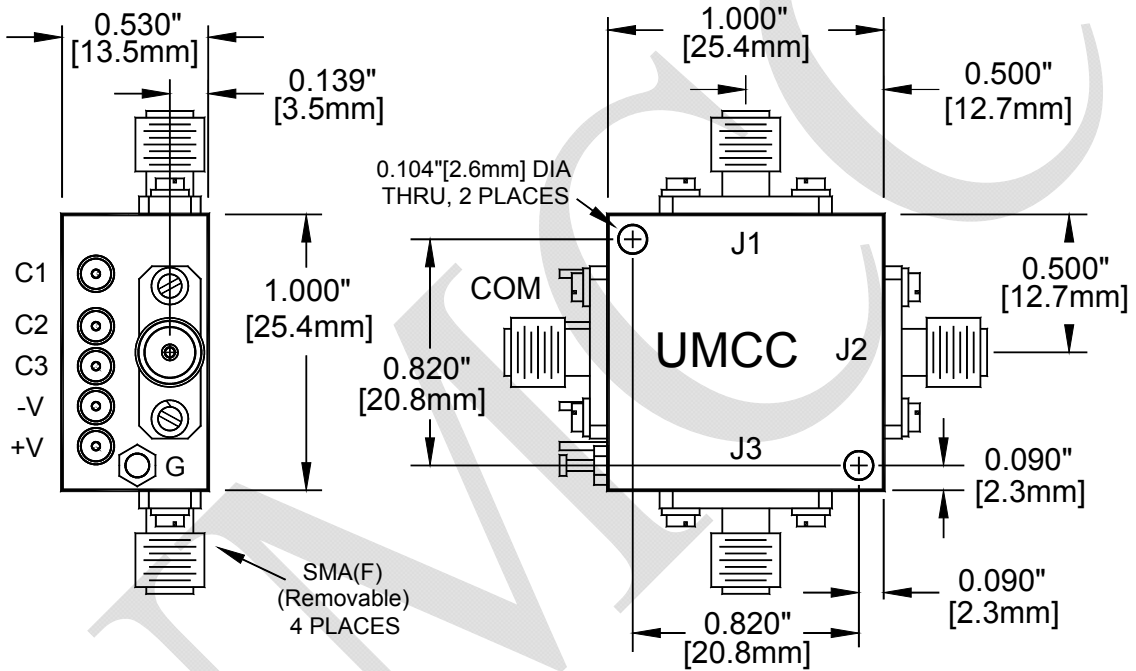 0.530"
[13.5mm]
0.139"
[3.5mm]
1.000"
[25.4mm]
0.500"
[12.7mm]
0.104"[2.6mm] DIA
THRU, 2 PLACES
C1
C2
C3
-V
+V
G
1.000"
[25.4mm]
COM
0.820"
[20.8mm]
J1
UMCC
J2
J3
0.500"
[12.7mm]
0.090"
[2.3mm]
SMA(F)
(Removable)
4 PLACES
0.820"
[20.8mm]
0.090"
[2.3mm]
UMCC